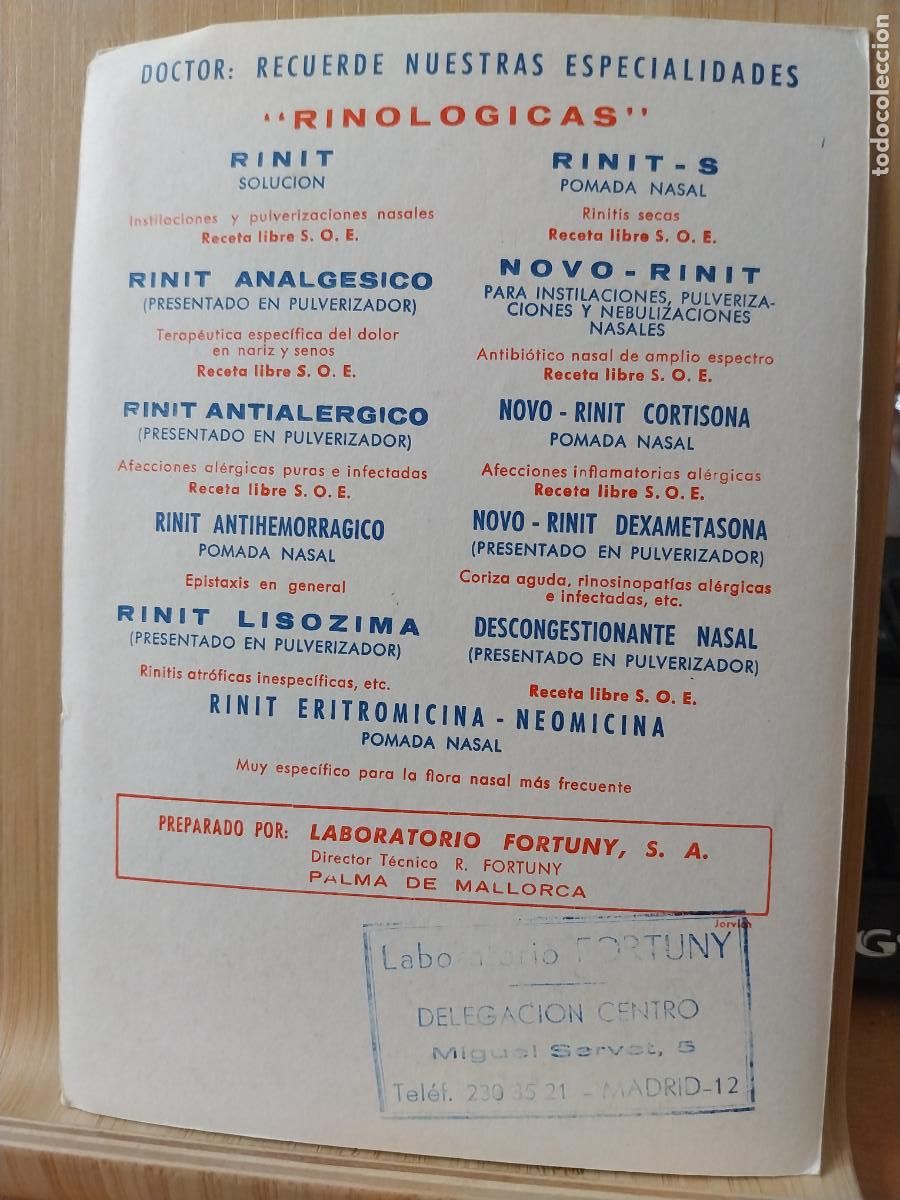 DOCTOR: RECUERDE NUESTRAS ESPECIALIDADES
"RINOLOGICAS"
RINIT
SOLUCION
Instilaciones y pulverizaciones nasales
Receta libre S. O. E.
RINIT - S
POMADA NASAL
Rinitis secas
Receta libre S. O. E.
RINIT ANALGESICO
(PRESENTADO EN PULVERIZADOR)
Terapéutica específica del dolor
en nariz y senos
Receta libre S. O. E.
NOVO - RINIT
PARA INSTILACIONES, PULVERIZA-
CIONES Y NEBULIZACIONES
NASALES
Antibiótico nasal de amplio espectro
Receta libre S. O. E.
RINIT ANTIALERGICO
(PRESENTADO EN PULVERIZADOR)
Afecciones alérgicas puras e infectadas
Receta libre S. O. E.
NOVO - RINIT CORTISONA
POMADA NASAL
Afecciones inflamatorias alérgicas
Receta libre S. O. E.
RINIT ANTIHEMORRAGICO
POMADA NASAL
Epistaxis en general
NOVO - RINIT DEXAMETASONA
(PRESENTADO EN PULVERIZADOR)
Coriza aguda, rinosinopatías alérgicas
e infectadas, etc.
RINIT LISOZIMA
(PRESENTADO EN PULVERIZADOR)
Rinitis atróficas inespecíficas, etc.
DESCONGESTIONANTE NASAL
(PRESENTADO EN PULVERIZADOR)
Receta libre S. O. E.
RINIT ERITROMICINA - NEOMICINA
POMADA NASAL
Muy específico para la flora nasal más frecuente
PREPARADO POR: LABORATORIO FORTUNY, S. A.
Director Técnico R. FORTUNY
PALMA DE MALLORCA
Laboratorio FORTUNY
DELEGACION CENTRO
Miguel Servet, 5
Teléf. 230 35 21 - MADRID-12
todocoleccion